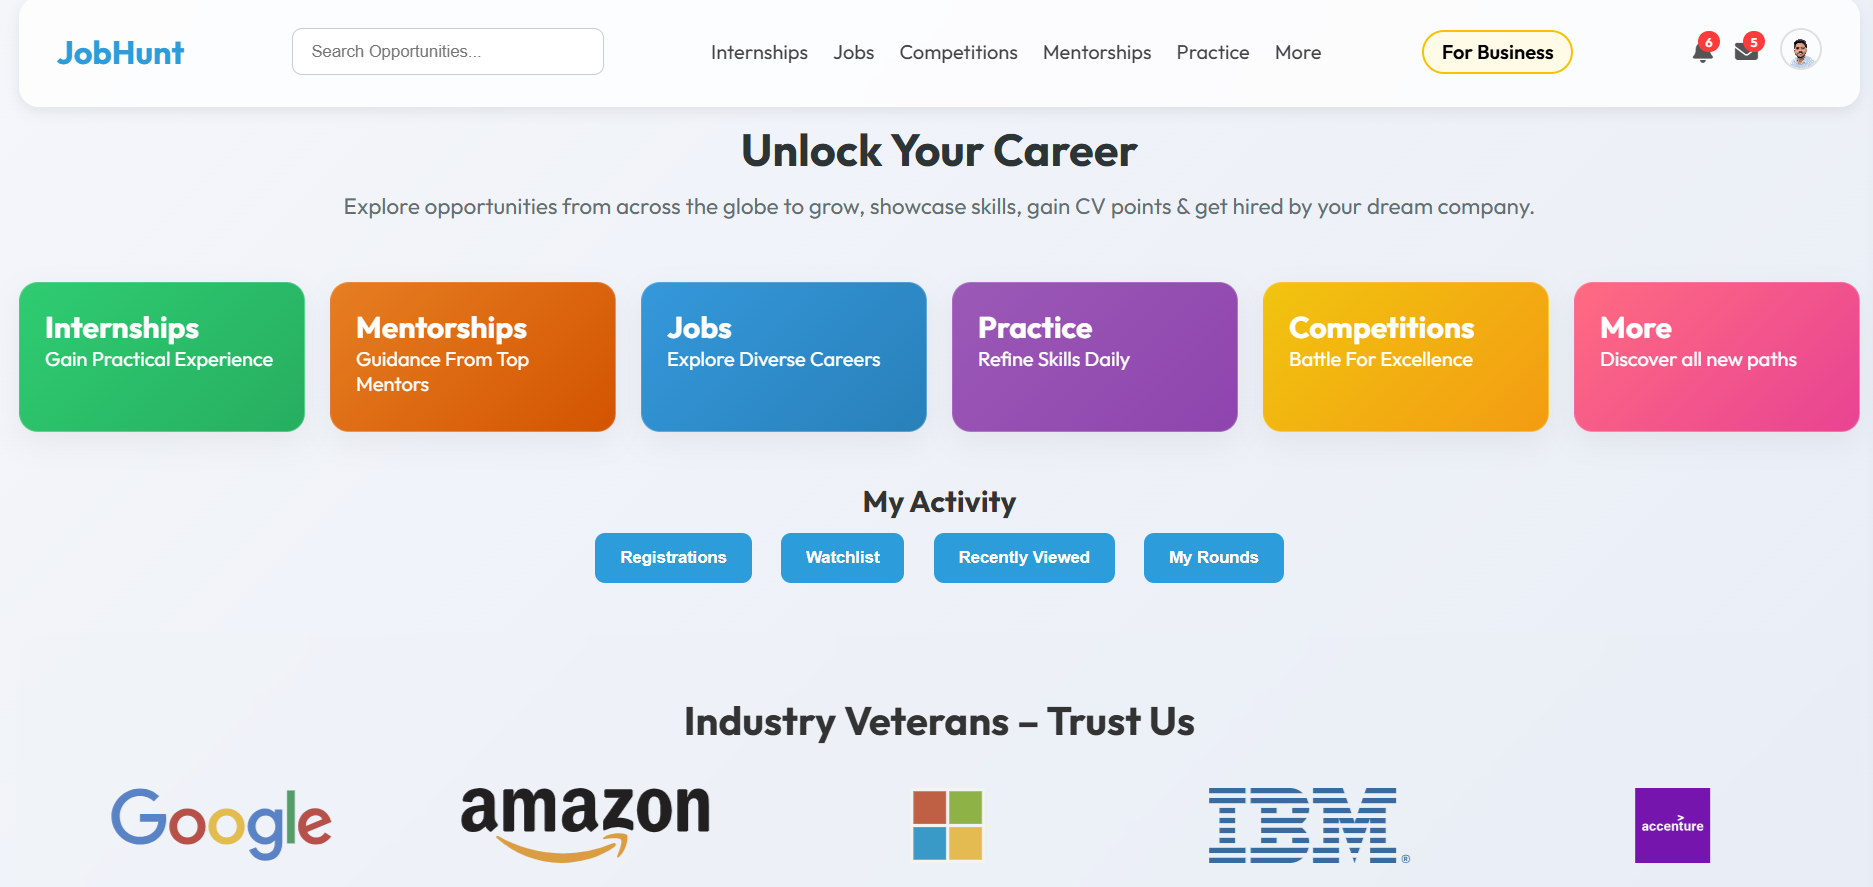 JobHunt
Search Opportunities...
Internships
Jobs
Competitions
Mentorships
Practice
More
For Business
6
5
Unlock Your Career
Explore opportunities from across the globe to grow, showcase skills, gain CV points & get hired by your dream company.
Internships
Gain Practical Experience
Mentorships
Guidance From Top
Mentors
Jobs
Explore Diverse Careers
Practice
Refine Skills Daily
Competitions
Battle For Excellence
More
Discover all new paths
My Activity
Registrations
Watchlist
Recently Viewed
My Rounds
Industry Veterans – Trust Us
Google
amazon
IBM®
accenture